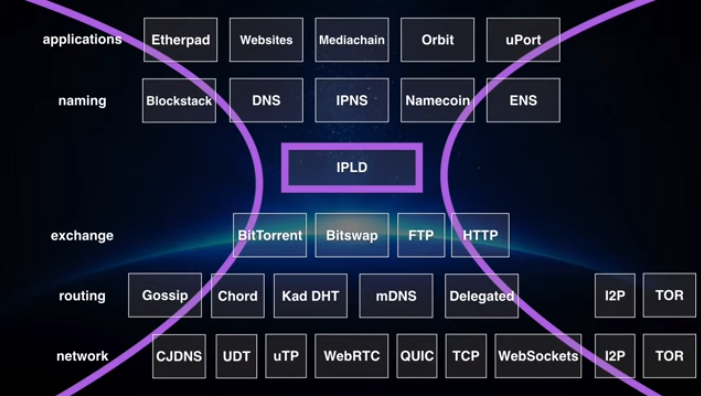 applications Etherpad Websites Mediachain Orbit uPort
naming Blockstack DNS IPNS Namecoin ENS
IPLD
exchange BitTorrent Bitswap FTP HTTP
routing Gossip Chord Kad DHT mDNS Delegated I2P TOR
network CJDNS UDT uTP WebRTC QUIC TCP WebSockets I2P TOR